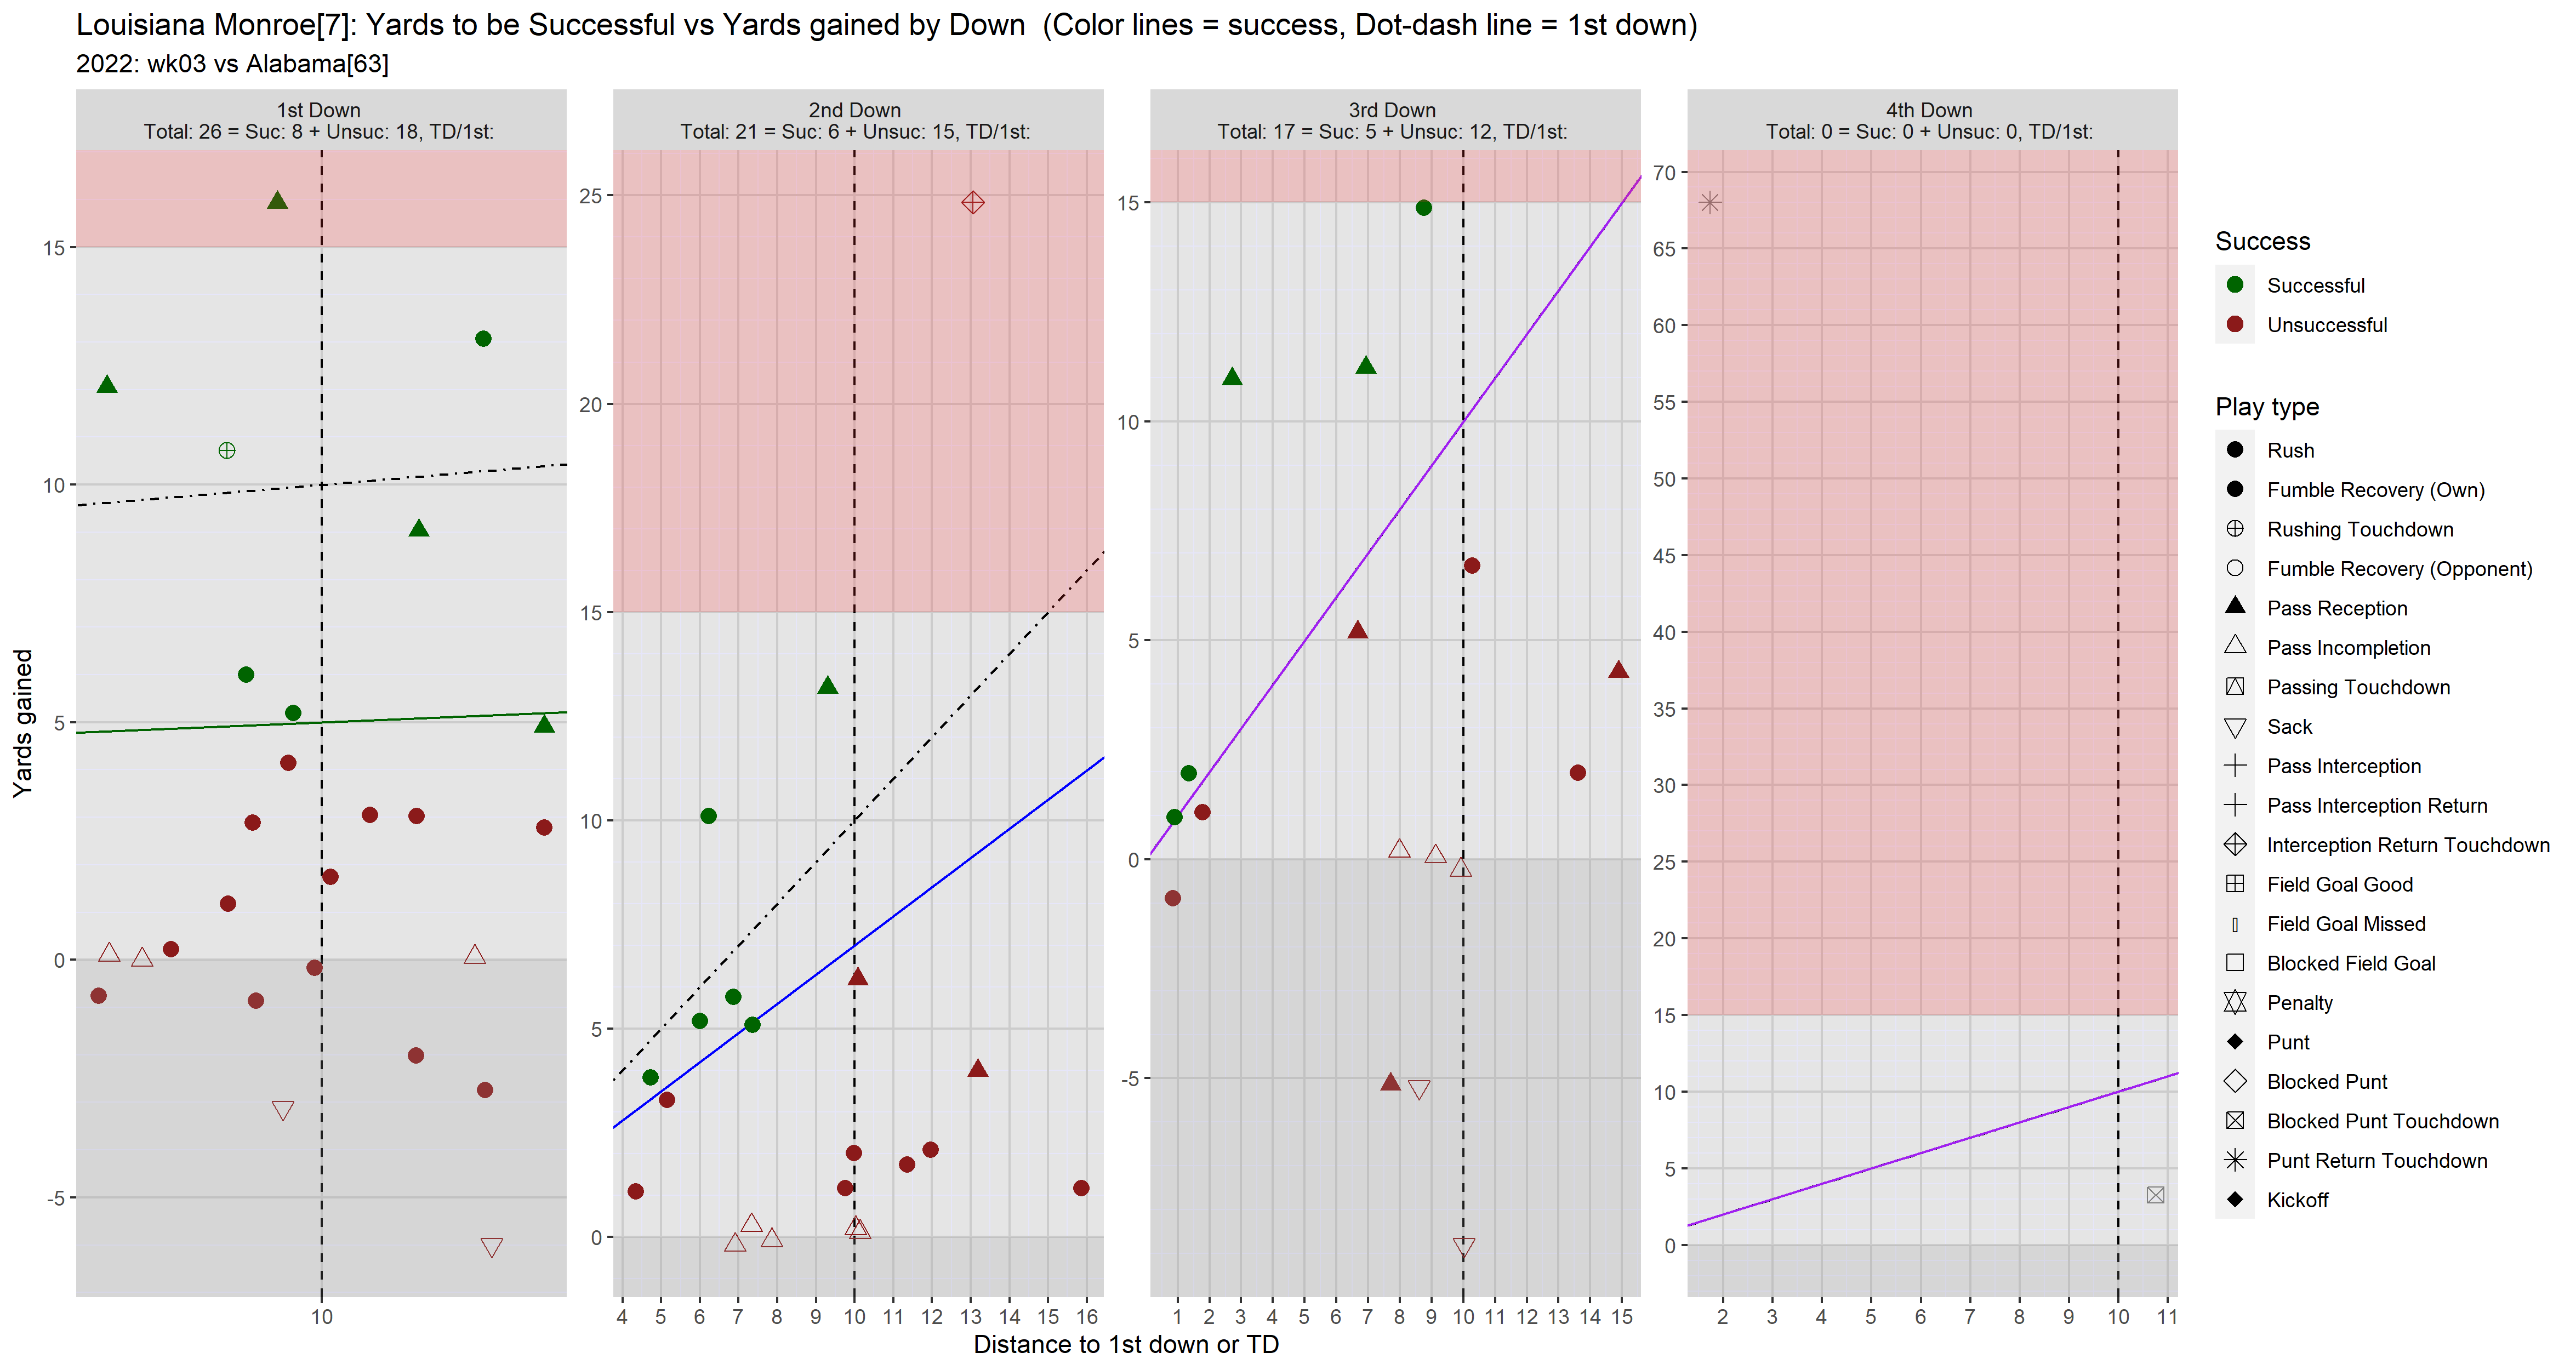 Louisiana Monroe[7]: Yards to be Successful vs Yards gained by Down  (Color lines = success, Dot-dash line = 1st down)
2022: wk03 vs Alabama[63]
1st Down
Total: 26 = Suc: 8 + Unsuc: 18, TD/1st:
2nd Down
Total: 21 = Suc: 6 + Unsuc: 15, TD/1st:
3rd Down
Total: 17 = Suc: 5 + Unsuc: 12, TD/1st:
4th Down
Total: 0 = Suc: 0 + Unsuc: 0, TD/1st:
Yards gained
15
10
5
0
-5
10
25
20
15
10
5
0
4 5 6 7 8 9 10 11 12 13 14 15 16
15
10
5
0
-5
1 2 3 4 5 6 7 8 9 10 11 12 13 14 15
70
65
60
55
50
45
40
35
30
25
20
15
10
5
0
2 3 4 5 6 7 8 9 10 11
Distance to 1st down or TD
Success
Successful
Unsuccessful
Play type
Rush
Fumble Recovery (Own)
Rushing Touchdown
Fumble Recovery (Opponent)
Pass Reception
Pass Incompletion
Passing Touchdown
Sack
Pass Interception
Pass Interception Return
Interception Return Touchdown
Field Goal Good
Field Goal Missed
Blocked Field Goal
Penalty
Punt
Blocked Punt
Blocked Punt Touchdown
Punt Return Touchdown
Kickoff